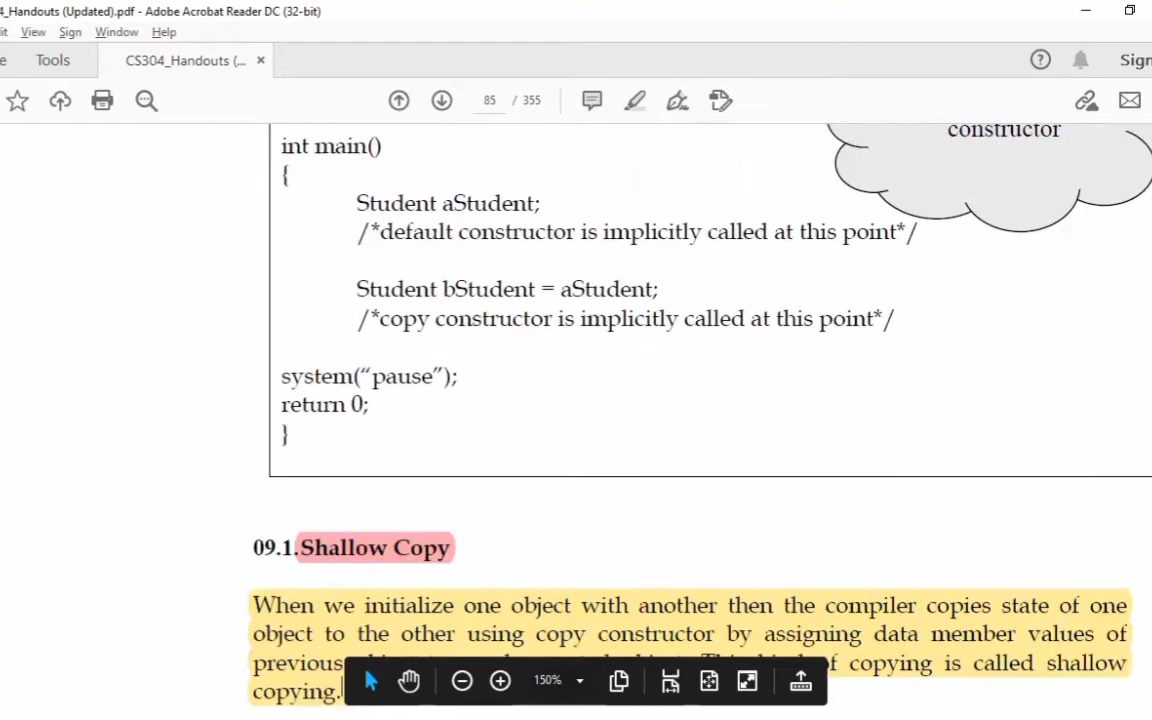 4_Handouts (Updated).pdf - Adobe Acrobat Reader DC (32-bit)
it View Sign Window Help
e Tools CS304_Handouts (... × Sign
85 / 355
constructor
int main()
{
Student aStudent;
/*default constructor is implicitly called at this point*/
Student bStudent = aStudent;
/*copy constructor is implicitly called at this point*/
system(“pause”);
return 0;
}
09.1.Shallow Copy
When we initialize one object with another then the compiler copies state of one
object to the other using copy constructor by assigning data member values of
previous of copying is called shallow
copying.
150%